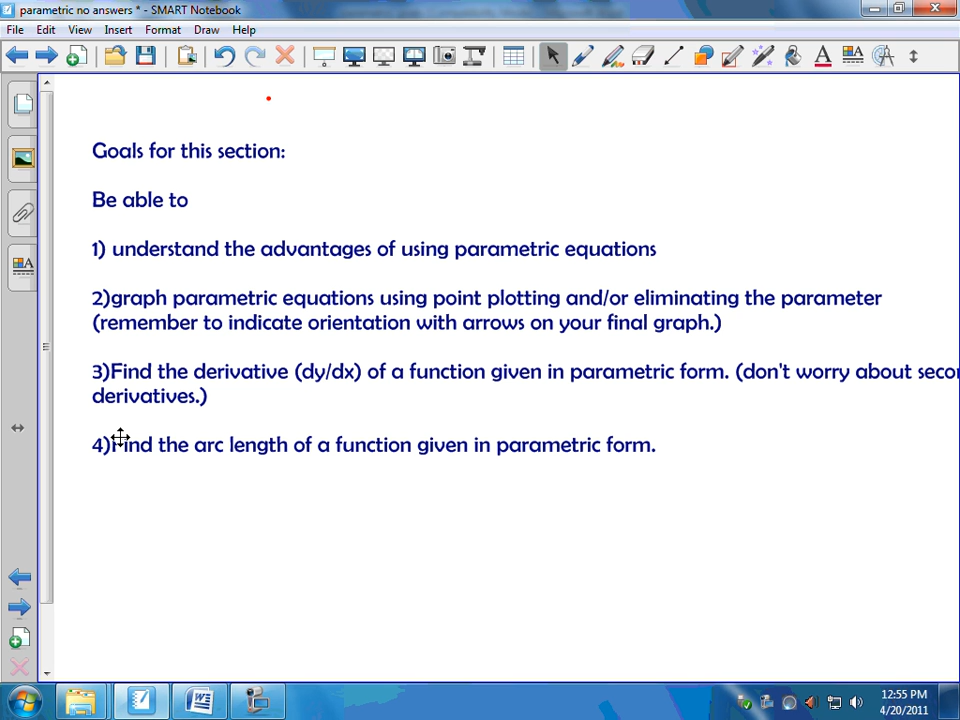 parametric no answers * - SMART Notebook
File Edit View Insert Format Draw Help
Goals for this section:
Be able to
1) understand the advantages of using parametric equations
2)graph parametric equations using point plotting and/or eliminating the parameter
(remember to indicate orientation with arrows on your final graph.)
3)Find the derivative (dy/dx) of a function given in parametric form. (don't worry about secon
derivatives.)
4)Find the arc length of a function given in parametric form.
12:55 PM
4/20/2011